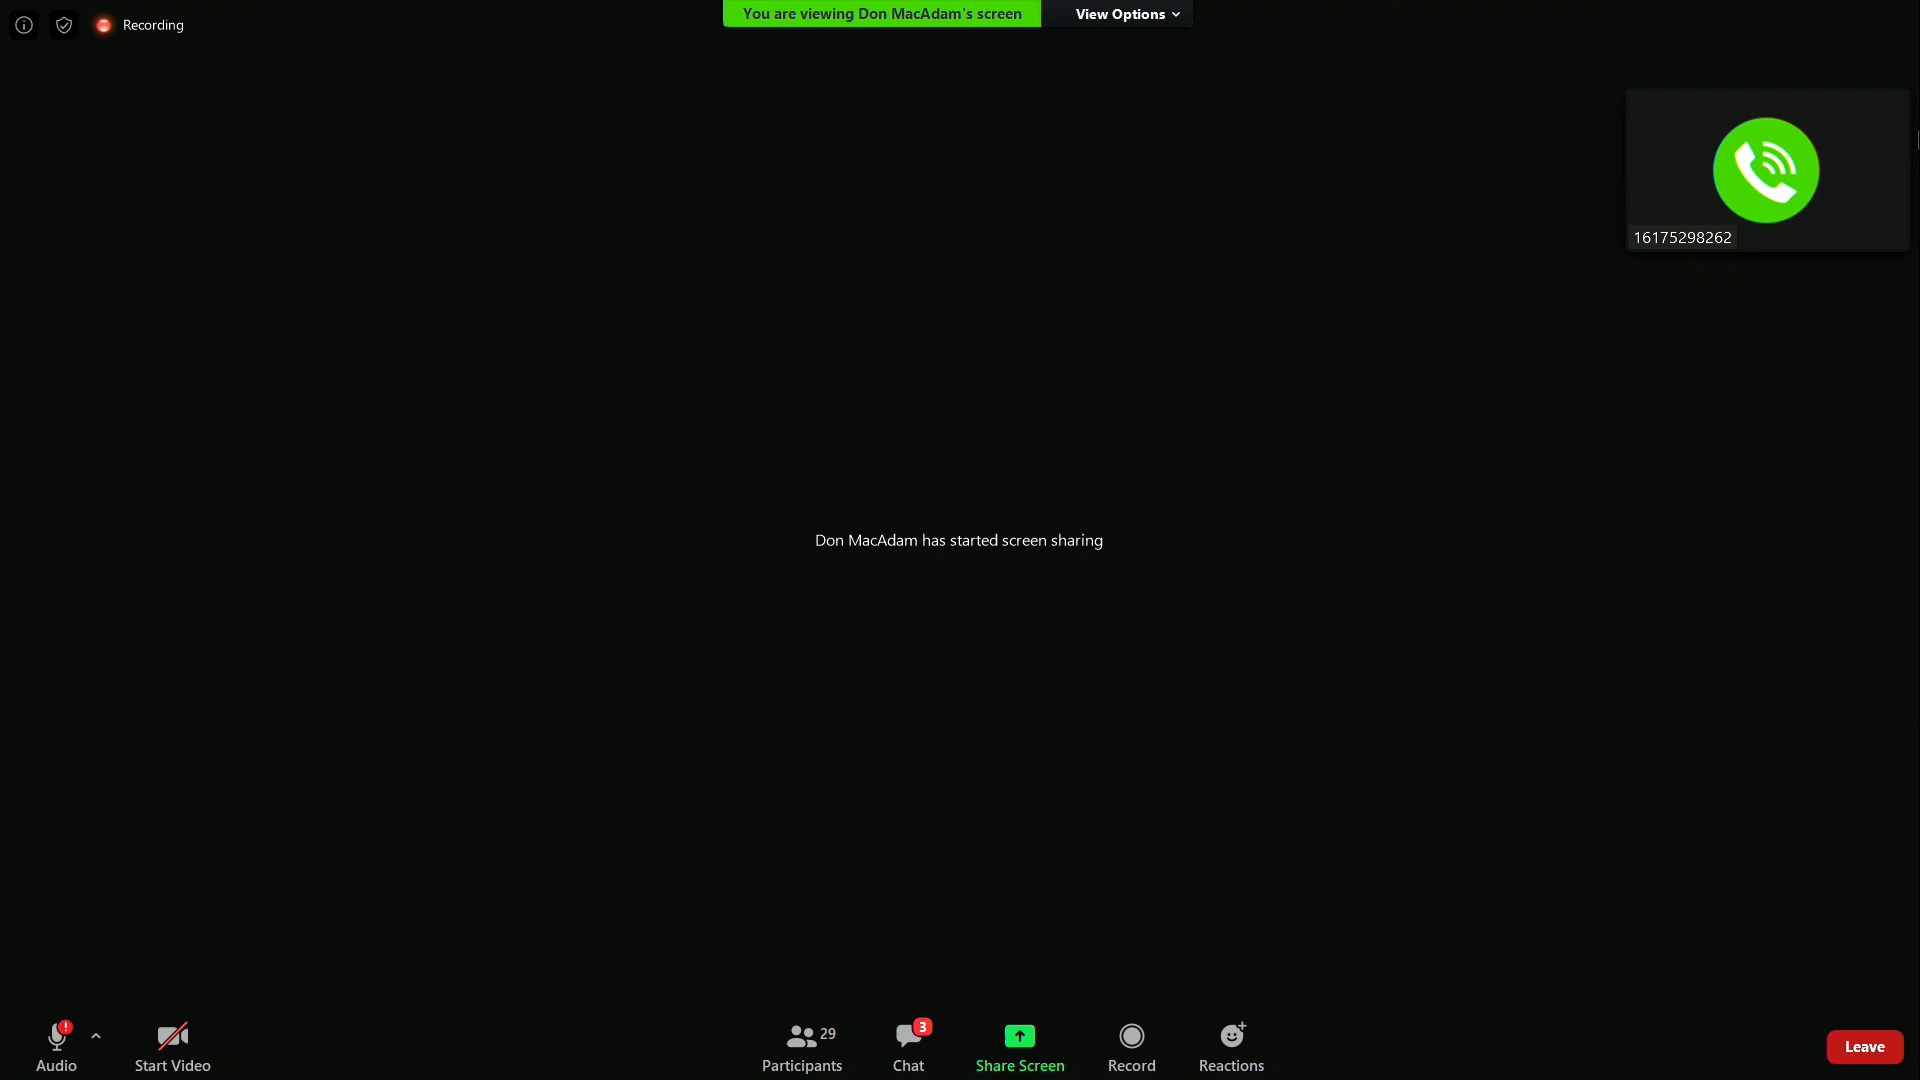 Recording
You are viewing Don MacAdam's screen
View Options
16175298262
Don MacAdam has started screen sharing
!
Audio
Start Video
29
Participants
3
Chat
Share Screen
Record
Reactions
Leave